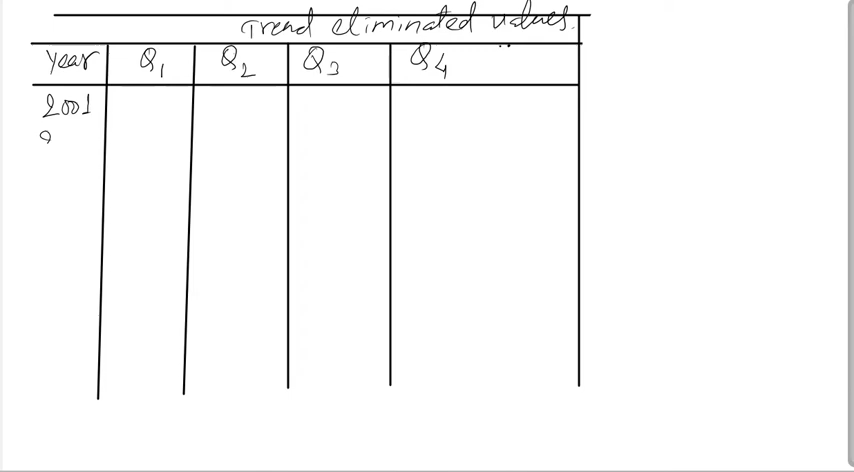 Trend eliminated values.
Year Q1 Q2 Q3 Q4
2001